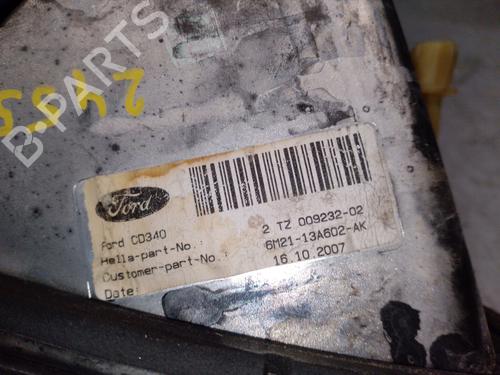 B-PARTS
2455
Ford
Ford CD340
Hella-part-No.: 2 TZ 009232-02
Customer-part-No.: 6M21-13A602-AK
Date: 16.10.2007